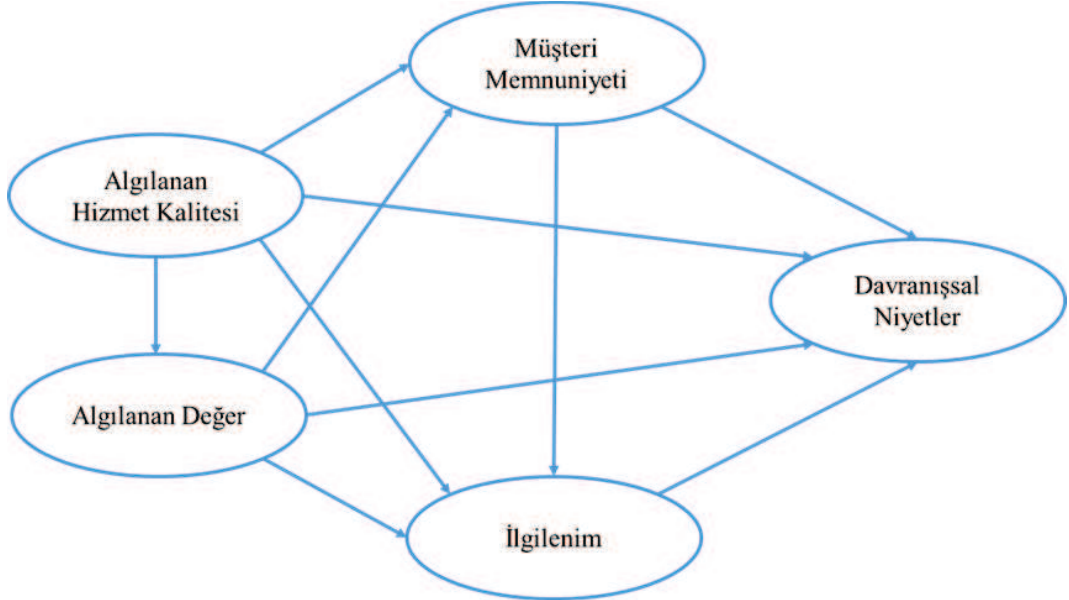 Müşteri
Memnuniyeti
Algılanan
Hizmet Kalitesi
Davranışsal
Niyetler
Algılanan Değer
İlgilenim